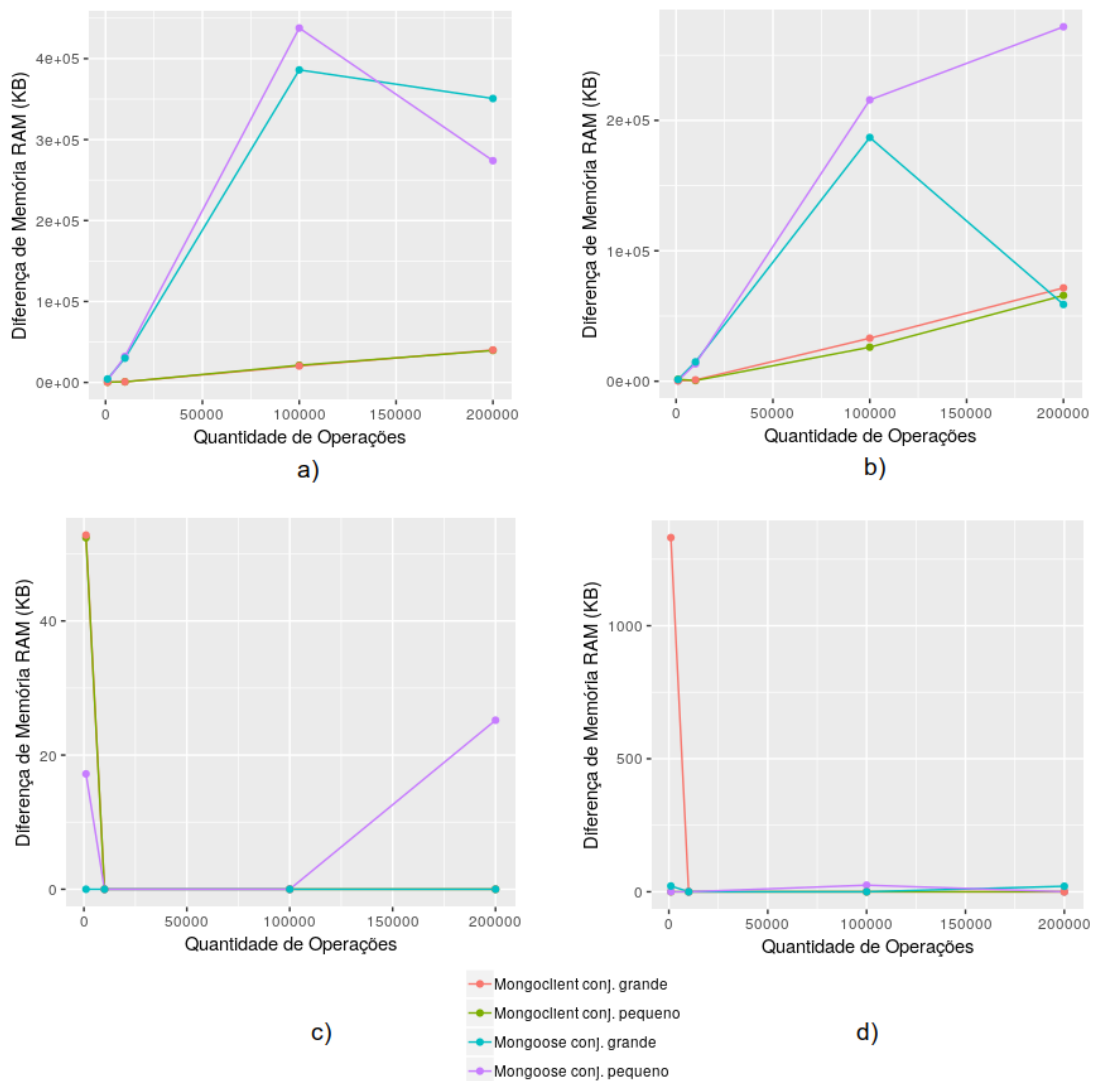 Diferença de Memória RAM (KB)
4e+05
3e+05
2e+05
1e+05
0e+00
0
50000
100000
150000
200000
Quantidade de Operações
a)
Diferença de Memória RAM (KB)
2e+05
1e+05
0e+00
0
50000
100000
150000
200000
Quantidade de Operações
b)
Diferença de Memória RAM (KB)
40
20
0
0
50000
100000
150000
200000
Quantidade de Operações
c)
Diferença de Memória RAM (KB)
1000
500
0
0
50000
100000
150000
200000
Quantidade de Operações
d)
Mongoclient conj. grande
Mongoclient conj. pequeno
Mongoose conj. grande
Mongoose conj. pequeno